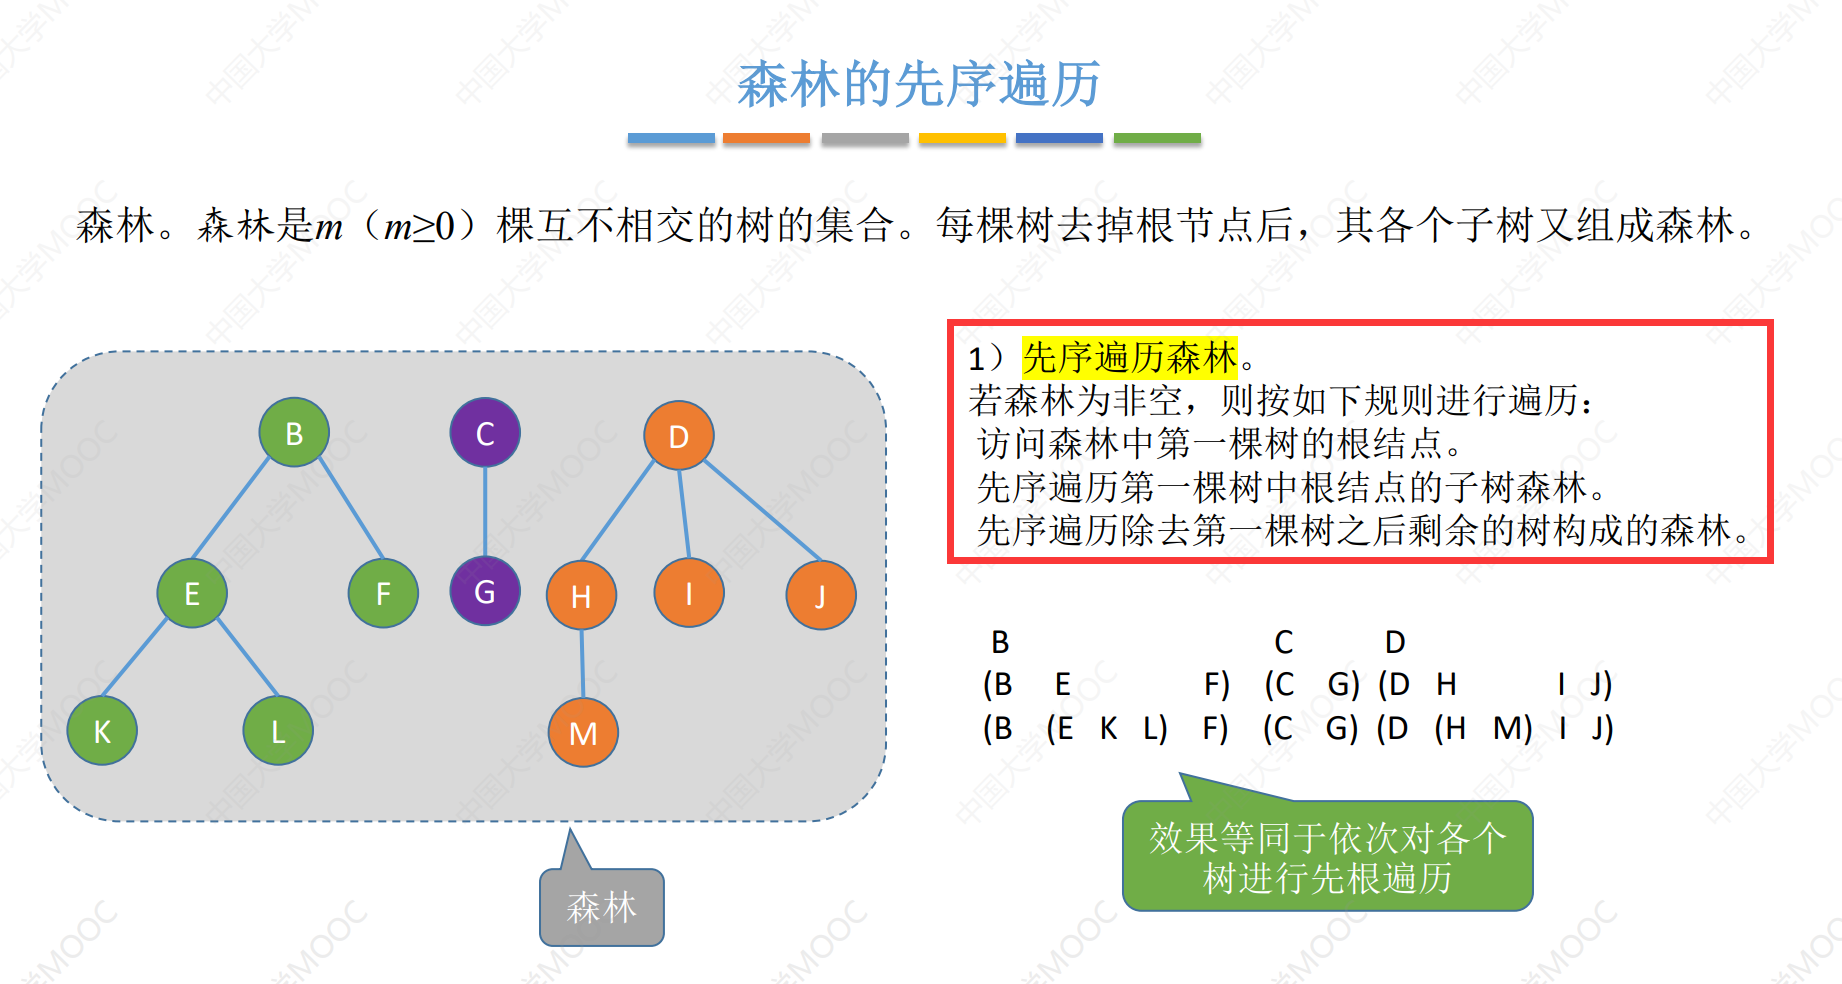 森林的先序遍历
森林。森林是m（m≥0）棵互不相交的树的集合。每棵树去掉根节点后，其各个子树又组成森林。
B
C
D
E
F
G
H
I
J
K
L
M
森林
1）先序遍历森林。
若森林为非空，则按如下规则进行遍历：
访问森林中第一棵树的根结点。
先序遍历第一棵树中根结点的子树森林。
先序遍历除去第一棵树之后剩余的树构成的森林。
B C D
(B E F) (C G) (D H I J)
(B (E K L) F) (C G) (D (H M) I J)
效果等同于依次对各个
树进行先根遍历
中国大学MOOC